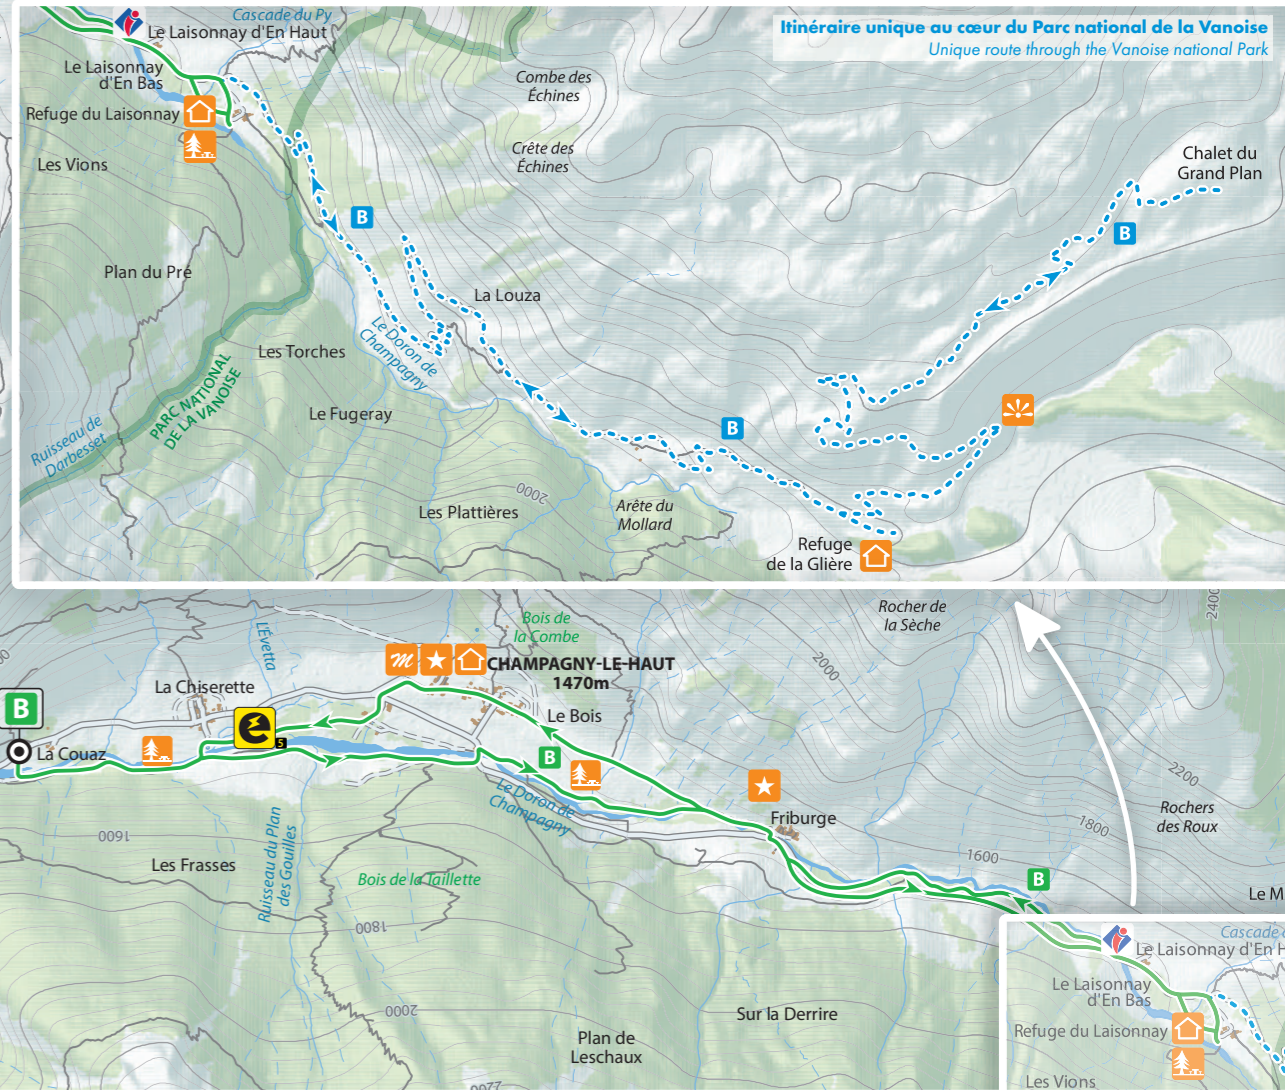 Cascade du Py
Le Laisonnay d'En Haut
Le Laisonnay
d'En Bas
Refuge du Laisonnay
Les Vions
Itinéraire unique au cœur du Parc national de la Vanoise
Unique route through the Vanoise national Park
Combe des
Échines
Crête des
Échines
Chalet du
Grand Plan
B
B
Plan du Pré
La Louza
Le Doron de
Champagny
Les Torches
PARC NATIONAL
DE LA VANOISE
Le Fugeray
Ruisseau de
Darbesset
B
2000
Les Plattières
Arête du
Mollard
Refuge
de la Glière
Rocher de
la Sèche
2400
Bois de
la Combe
L'Évetta
2000
CHAMPAGNY-LE-HAUT
1470m
La Chiserette
Le Bois
B
La Couaz
5
B
Le Doron de
Champagny
2200
Rochers
des Roux
Friburge
1800
1600
1600
Les Frasses
Ruisseau du Plan
des Gouilles
Bois de la Taillette
B
Le M
1800
Cascade
Le Laisonnay d'En H
Le Laisonnay
d'En Bas
2000
Sur la Derrire
Refuge du Laisonnay
Plan de
Leschaux
Les Vions
2200